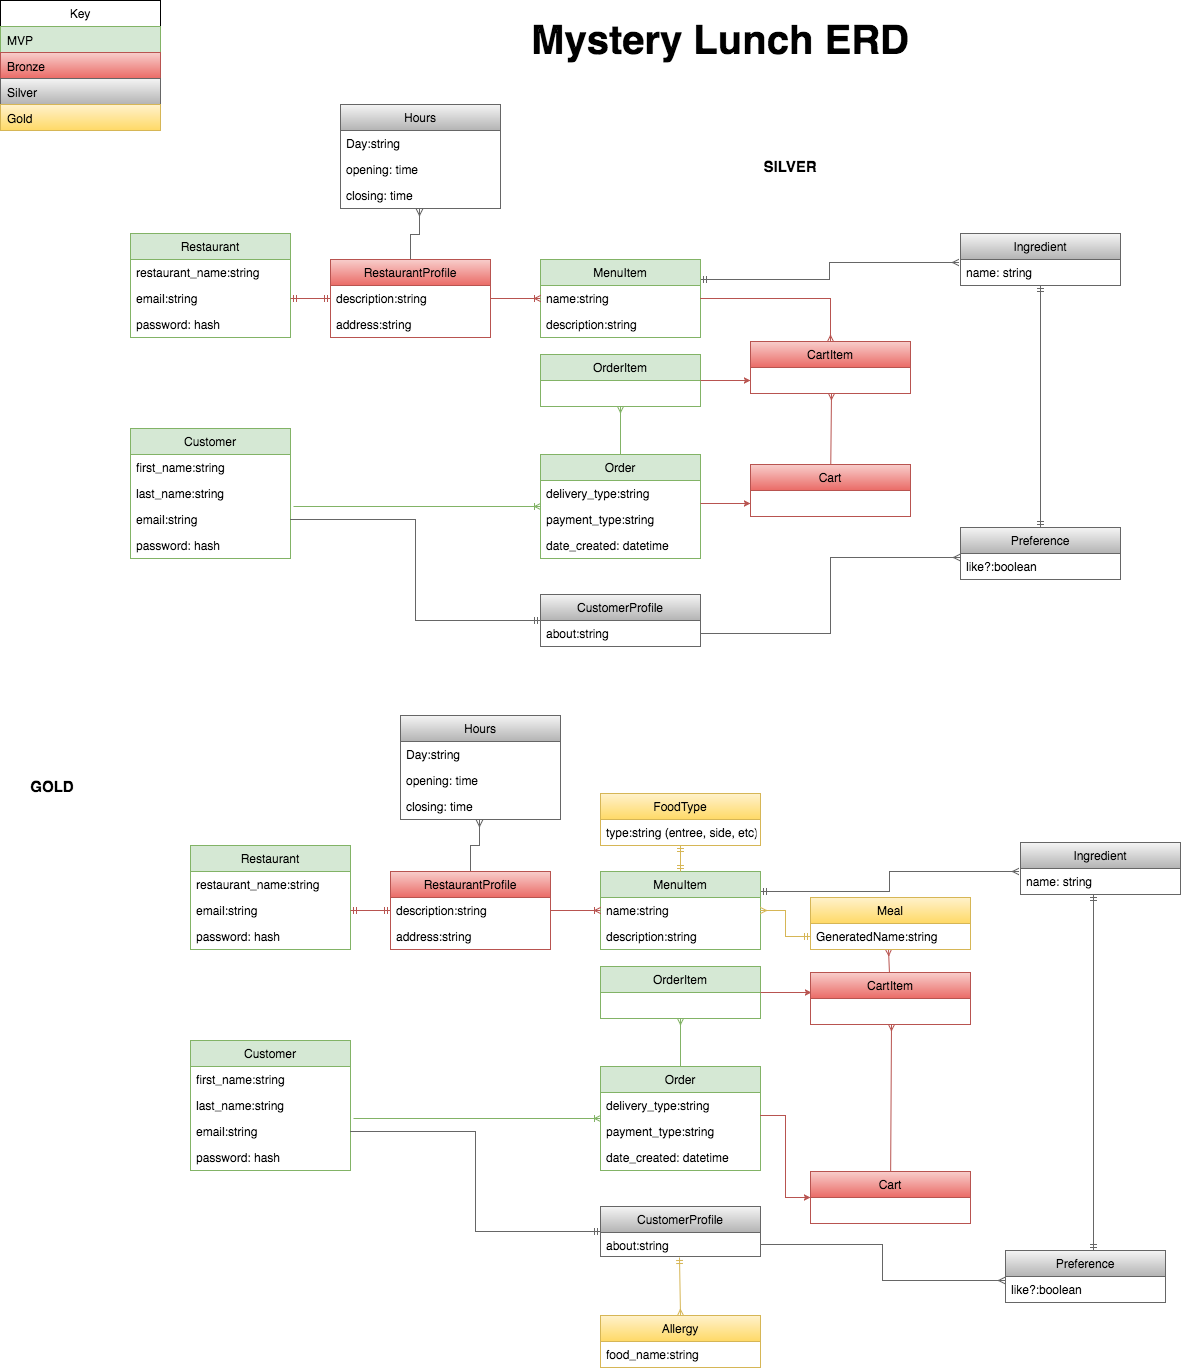 Key
MVP
Bronze
Silver
Gold
Mystery Lunch ERD
SILVER
Hours
Day:string
opening: time
closing: time
Restaurant
restaurant_name:string
email:string
password: hash
RestaurantProfile
description:string
address:string
MenuItem
name:string
description:string
Ingredient
name: string
OrderItem
CartItem
Customer
first_name:string
last_name:string
email:string
password: hash
Order
delivery_type:string
payment_type:string
date_created: datetime
Cart
Preference
like?:boolean
CustomerProfile
about:string
GOLD
Hours
Day:string
opening: time
closing: time
FoodType
type:string (entree, side, etc)
Restaurant
restaurant_name:string
email:string
password: hash
RestaurantProfile
description:string
address:string
MenuItem
name:string
description:string
Ingredient
name: string
Meal
GeneratedName:string
OrderItem
CartItem
Customer
first_name:string
last_name:string
email:string
password: hash
Order
delivery_type:string
payment_type:string
date_created: datetime
Cart
CustomerProfile
about:string
Preference
like?:boolean
Allergy
food_name:string